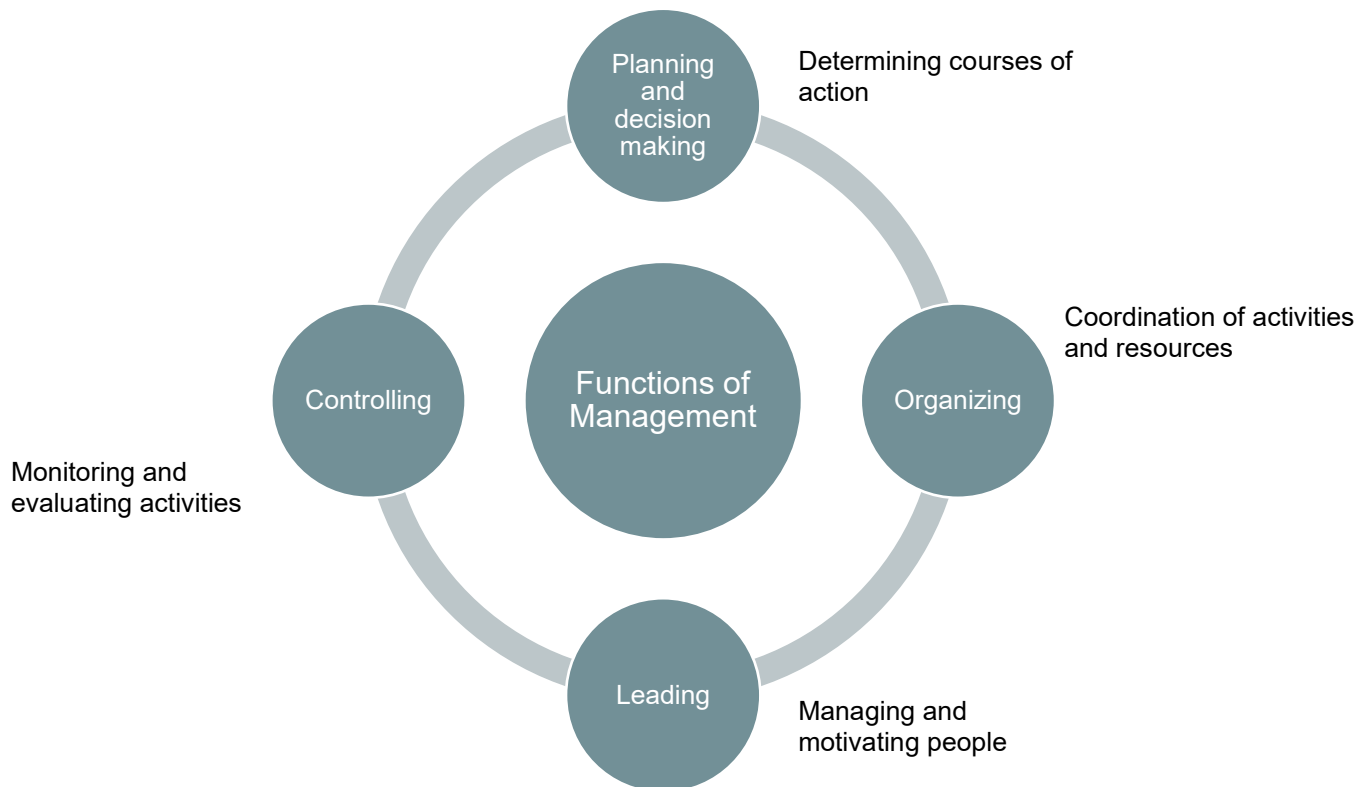 Planning
and
decision
making
Determining courses of
action
Organizing
Coordination of activities
and resources
Functions of
Management
Controlling
Monitoring and
evaluating activities
Leading
Managing and
motivating people